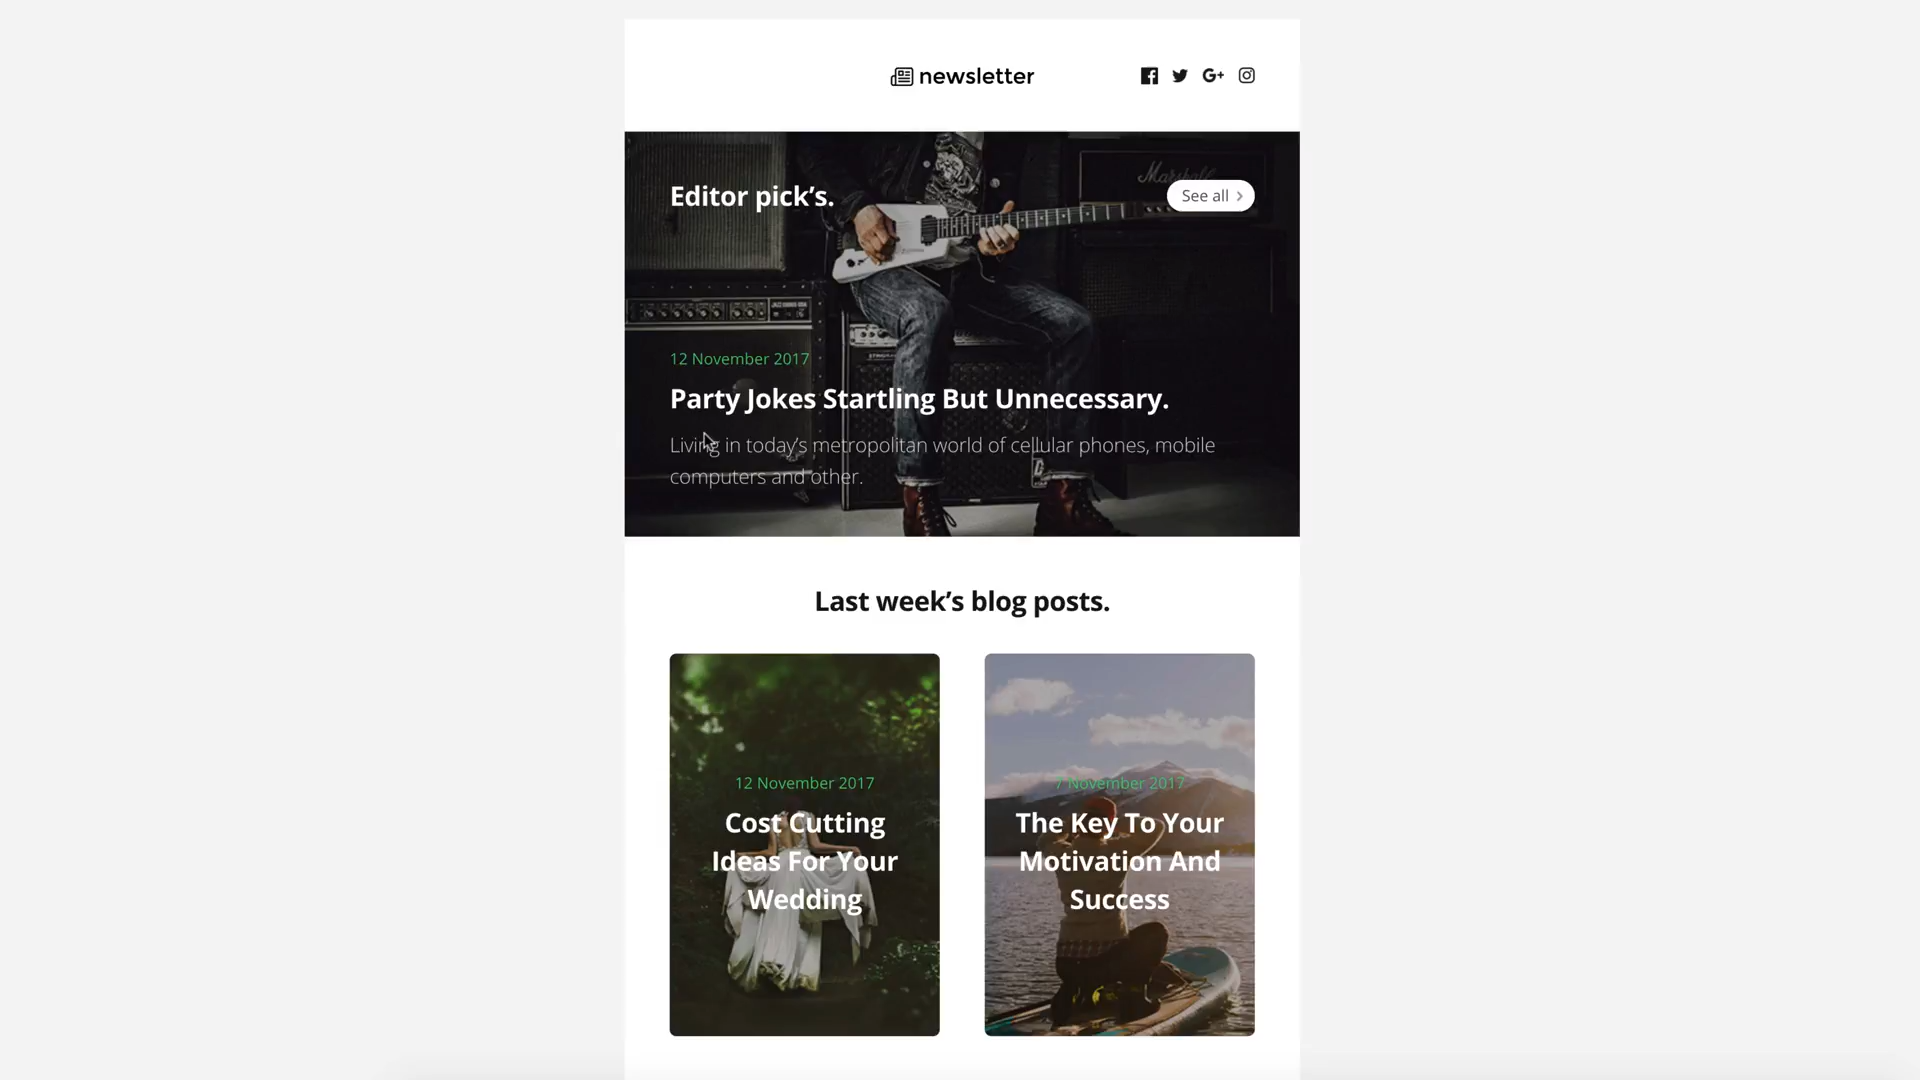 newsletter
Editor pick’s.
See all
Marshall
12 November 2017
Party Jokes Startling But Unnecessary.
Living in today’s metropolitan world of cellular phones, mobile
computers and other.
Last week’s blog posts.
12 November 2017
Cost Cutting
Ideas For Your
Wedding
7 November 2017
The Key To Your
Motivation And
Success